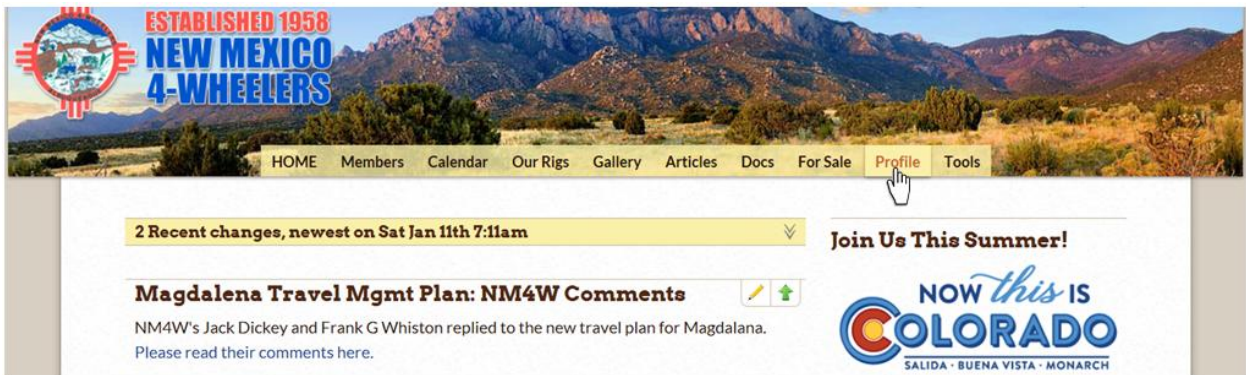 ESTABLISHED 1958
NEW MEXICO
4-WHEELERS
HOME Members Calendar Our Rigs Gallery Articles Docs For Sale Profile Tools
2 Recent changes, newest on Sat Jan 11th 7:11am
Magdalena Travel Mgmt Plan: NM4W Comments
NM4W's Jack Dickey and Frank G Whiston replied to the new travel plan for Magdalana.
Please read their comments here.
Join Us This Summer!
NOW this IS
COLORADO
SALIDA · BUENA VISTA · MONARCH